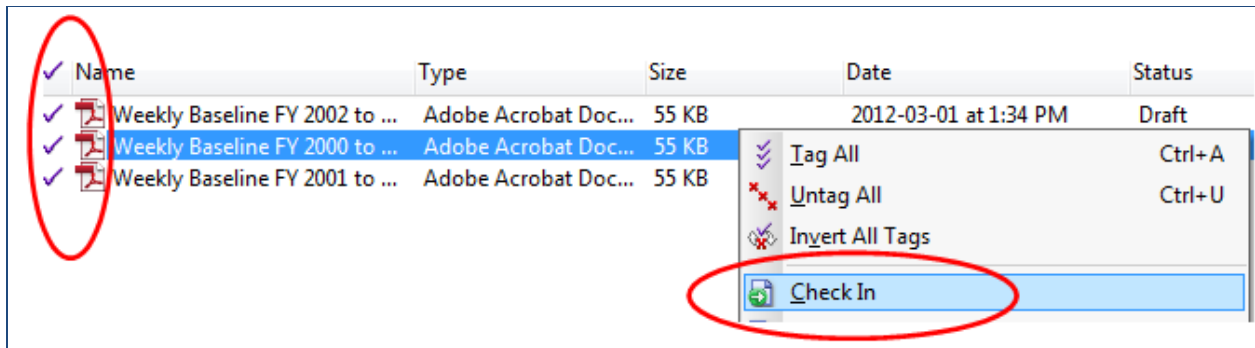 Name Type Size Date Status
Weekly Baseline FY 2002 to ... Adobe Acrobat Doc... 55 KB 2012-03-01 at 1:34 PM Draft
Weekly Baseline FY 2000 to ... Adobe Acrobat Doc... 55 KB
Weekly Baseline FY 2001 to ... Adobe Acrobat Doc... 55 KB
Tag All Ctrl+A
Untag All Ctrl+U
Invert All Tags
Check In